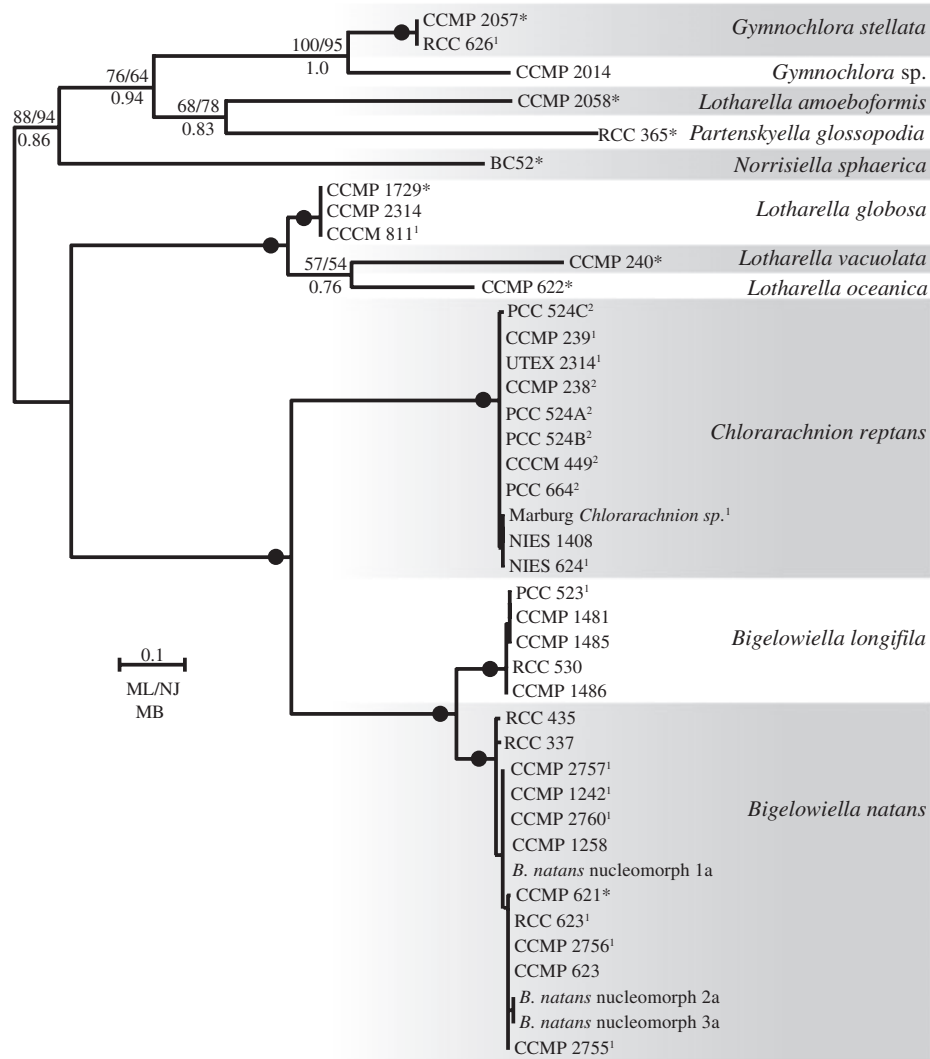 CCMP 2057*
RCC 626¹
Gymnochlora stellata
100/95
1.0
CCMP 2014
Gymnochlora sp.
76/64
0.94
68/78
0.83
CCMP 2058*
Lotharella amoeboformis
RCC 365*
Partenskyella glossopodia
88/94
0.86
BC52*
Norrisiella sphaerica
CCMP 1729*
CCMP 2314
CCCM 811¹
Lotharella globosa
57/54
0.76
CCMP 240*
Lotharella vacuolata
CCMP 622*
Lotharella oceanica
PCC 524C²
CCMP 239¹
UTEX 2314¹
CCMP 238²
PCC 524A²
PCC 524B²
CCCM 449²
PCC 664²
Marburg Chlorarachnion sp.¹
NIES 1408
NIES 624¹
Chlorarachnion reptans
PCC 523¹
CCMP 1481
CCMP 1485
RCC 530
CCMP 1486
Bigelowiella longifila
0.1
ML/NJ
MB
RCC 435
RCC 337
CCMP 2757¹
CCMP 1242¹
CCMP 2760¹
CCMP 1258
B. natans nucleomorph 1a
CCMP 621*
RCC 623¹
CCMP 2756¹
CCMP 623
B. natans nucleomorph 2a
B. natans nucleomorph 3a
CCMP 2755¹
Bigelowiella natans